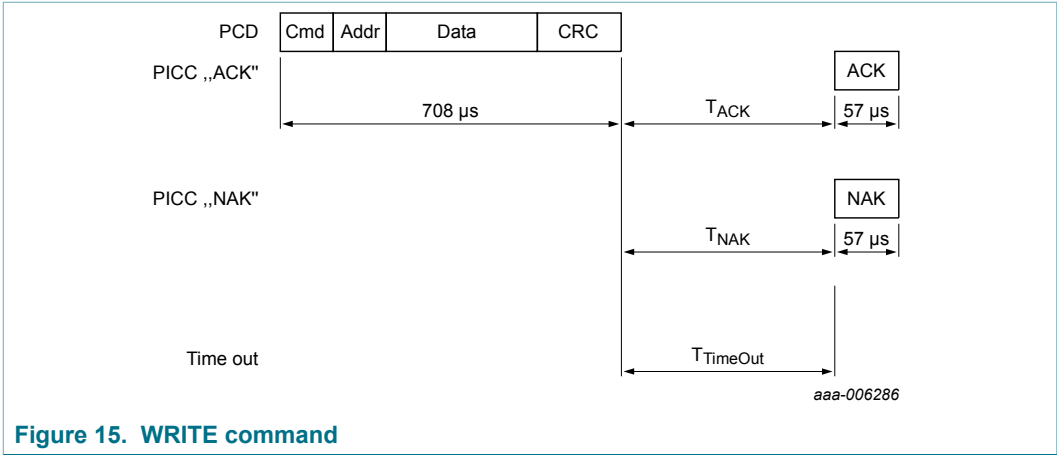 PCD Cmd Addr Data CRC
PICC ,,ACK" ACK
708 µs TACK 57 µs
PICC ,,NAK" NAK
TNAK 57 µs
Time out TTimeOut
aaa-006286
Figure 15. WRITE command